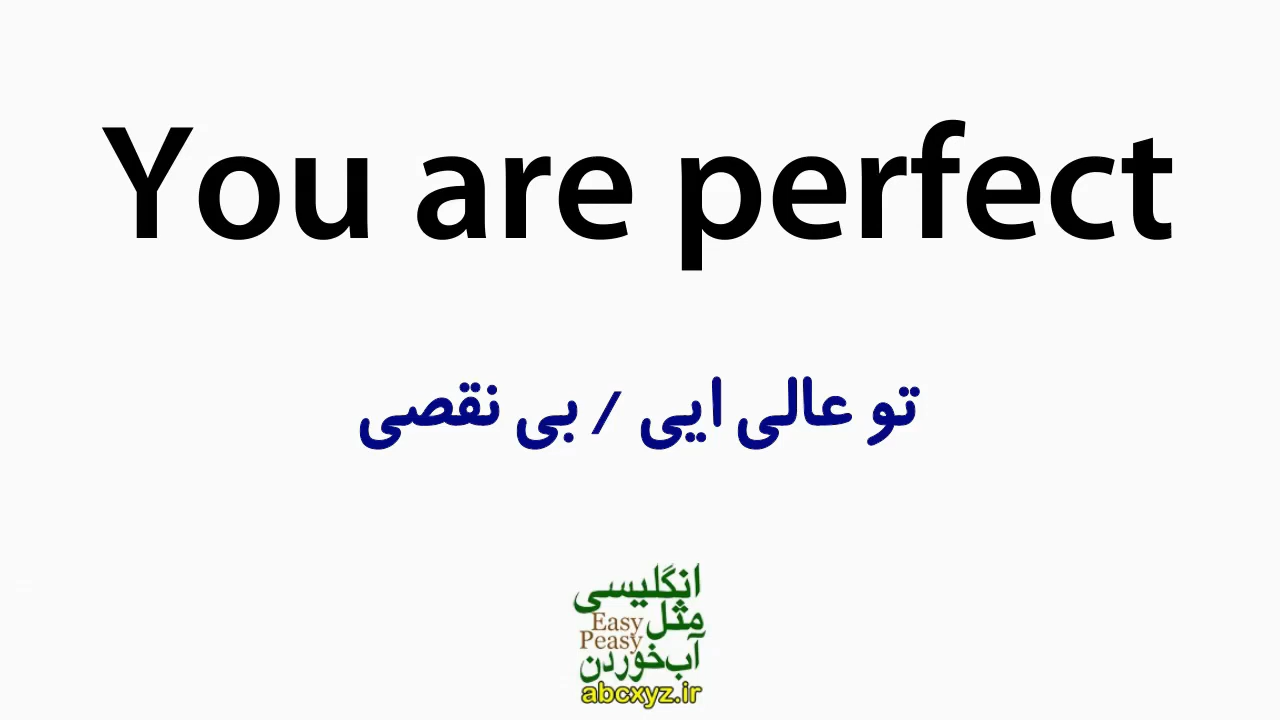 You are perfect
تو عالی ایی / بی نقصی
انگلیسی
مثل
Easy
Peasy
آب‌خوردن
abcxyz.ir